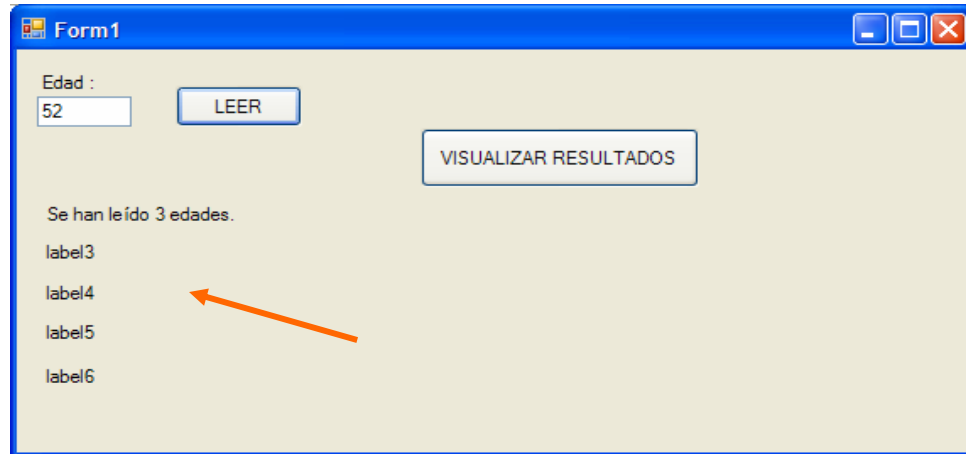 Form1
Edad :
52
LEER
VISUALIZAR RESULTADOS
Se han leído 3 edades.
label3
label4
label5
label6